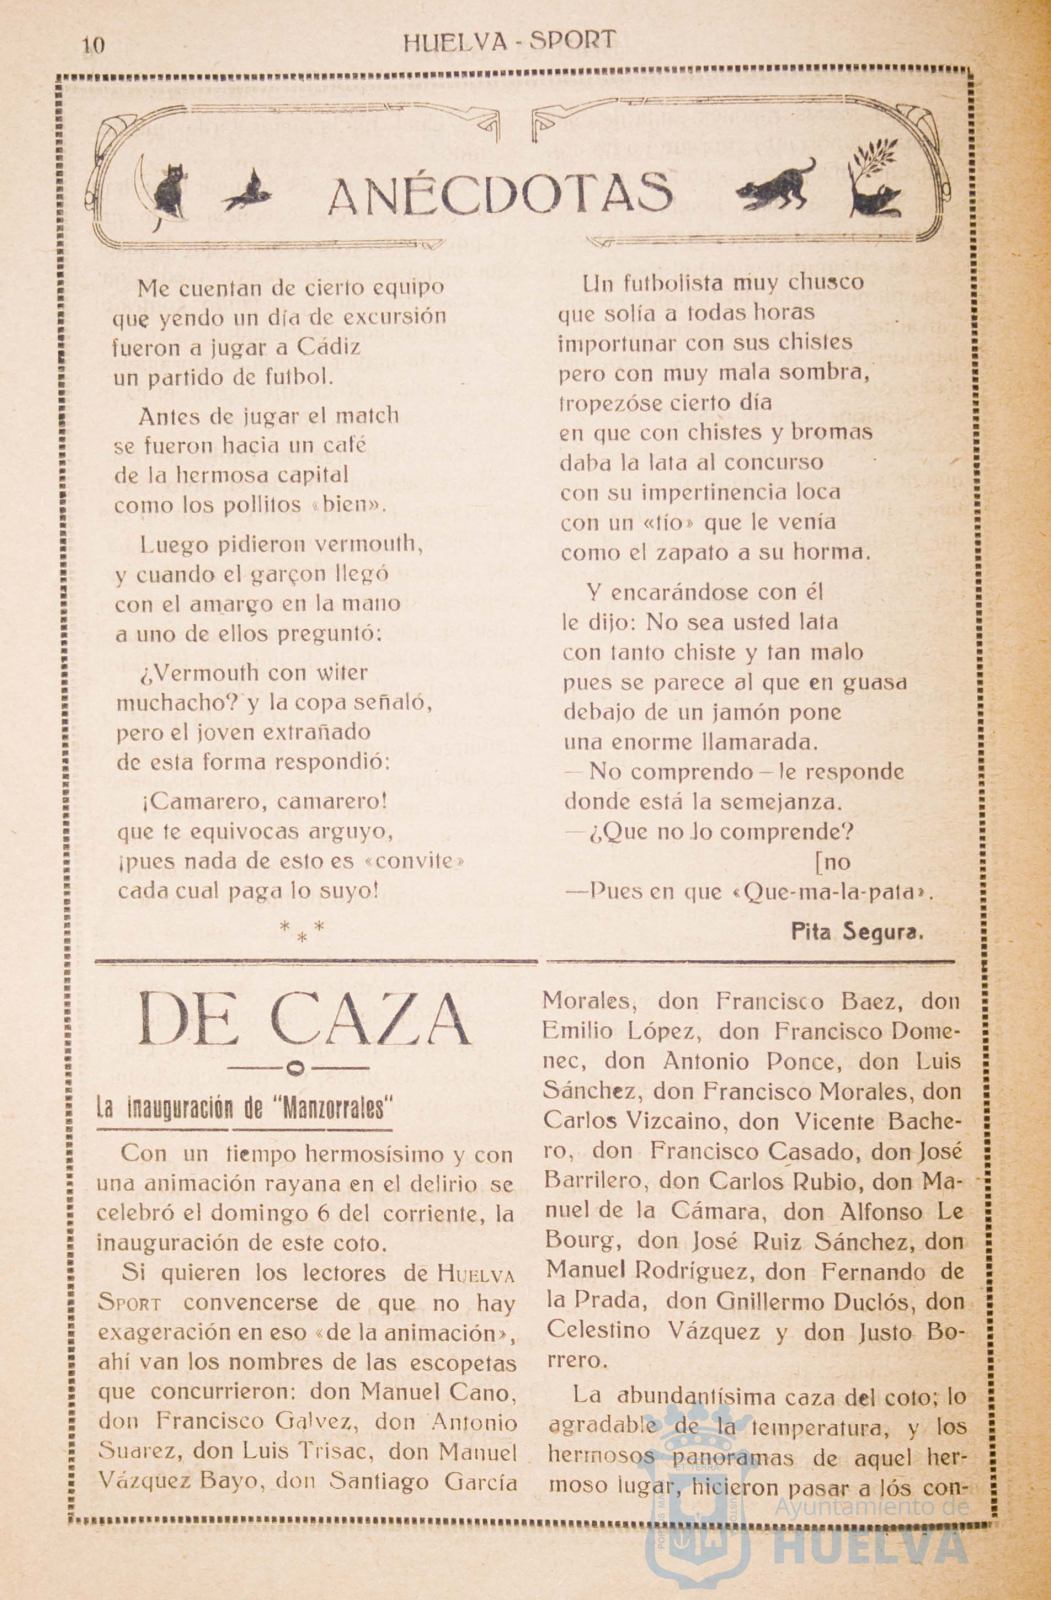 10
HUELVA - SPORT
ANÉCDOTAS
Me cuentan de cierto equipo
que yendo un día de excursión
fueron a jugar a Cádiz
un partido de futbol.
Antes de jugar el match
se fueron hacia un café
de la hermosa capital
como los pollitos «bien».
Luego pidieron vermouth,
y cuando el garçon llegó
con el amargo en la mano
a uno de ellos preguntó:
¿Vermouth con witer
muchacho? y la copa señaló,
pero el joven extrañado
de esta forma respondió:
¡Camarero, camarero!
que te equivocas arguyo,
¡pues nada de esto es «convite»
cada cual paga lo suyo!
* * *
Un futbolista muy chusco
que solía a todas horas
importunar con sus chistes
pero con muy mala sombra,
tropezóse cierto día
en que con chistes y bromas
daba la lata al concurso
con su impertinencia loca
con un «tío» que le venía
como el zapato a su horma.
Y encarándose con él
le dijo: No sea usted lata
con tanto chiste y tan malo
pues se parece al que en guasa
debajo de un jamón pone
una enorme llamarada.
— No comprendo — le responde
donde está la semejanza.
— ¿Que no lo comprende?
[no
—Pues en que «Que-ma-la-pata».
Pita Segura.
DE CAZA
La inauguración de "Manzorrales"
Con un tiempo hermosísimo y con
una animación rayana en el delirio se
celebró el domingo 6 del corriente, la
inauguración de este coto.
Si quieren los lectores de HUELVA
SPORT convencerse de que no hay
exageración en eso «de la animación»,
ahí van los nombres de las escopetas
que concurrieron: don Manuel Cano,
don Francisco Galvez, don Antonio
Suarez, don Luis Trisac, don Manuel
Vázquez Bayo, don Santiago García
Morales, don Francisco Baez, don
Emilio López, don Francisco Dome-
nec, don Antonio Ponce, don Luis
Sánchez, don Francisco Morales, don
Carlos Vizcaino, don Vicente Bache-
ro, don Francisco Casado, don José
Barrilero, don Carlos Rubio, don Ma-
nuel de la Cámara, don Alfonso Le
Bourg, don José Ruiz Sánchez, don
Manuel Rodríguez, don Fernando de
la Prada, don Gnillermo Duclós, don
Celestino Vázquez y don Justo Bo-
rrero.
La abundantísima caza del coto; lo
agradable de la temperatura, y los
hermosos panoramas de aquel her-
moso lugar, hicieron pasar a lós con-
Ayuntamiento de
HUELVA